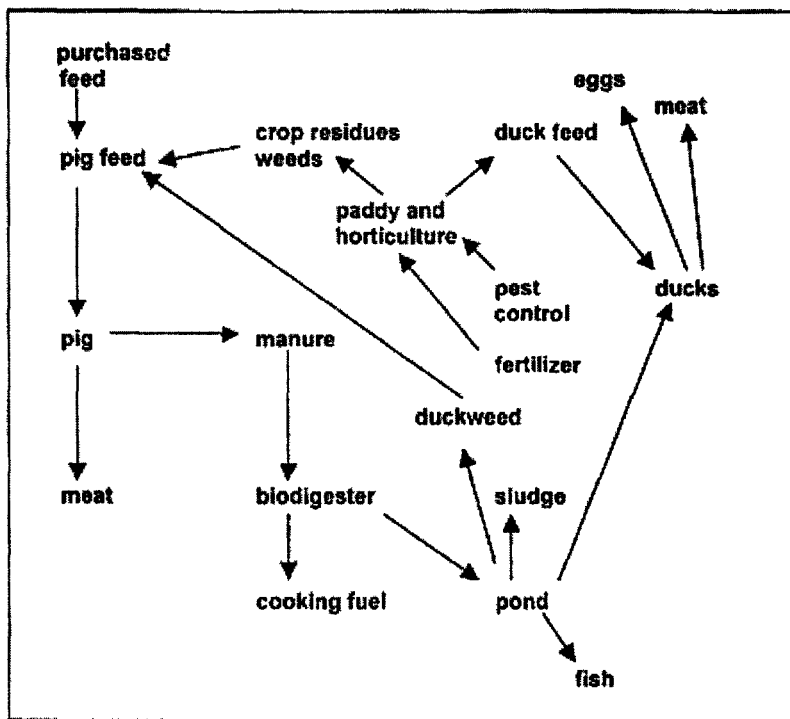 purchased
feed
eggs
meat
crop residues
weeds
duck feed
pig feed
paddy and
horticulture
pest
control
ducks
pig
manure
fertilizer
duckweed
meat
biodigester
sludge
cooking fuel
pond
fish